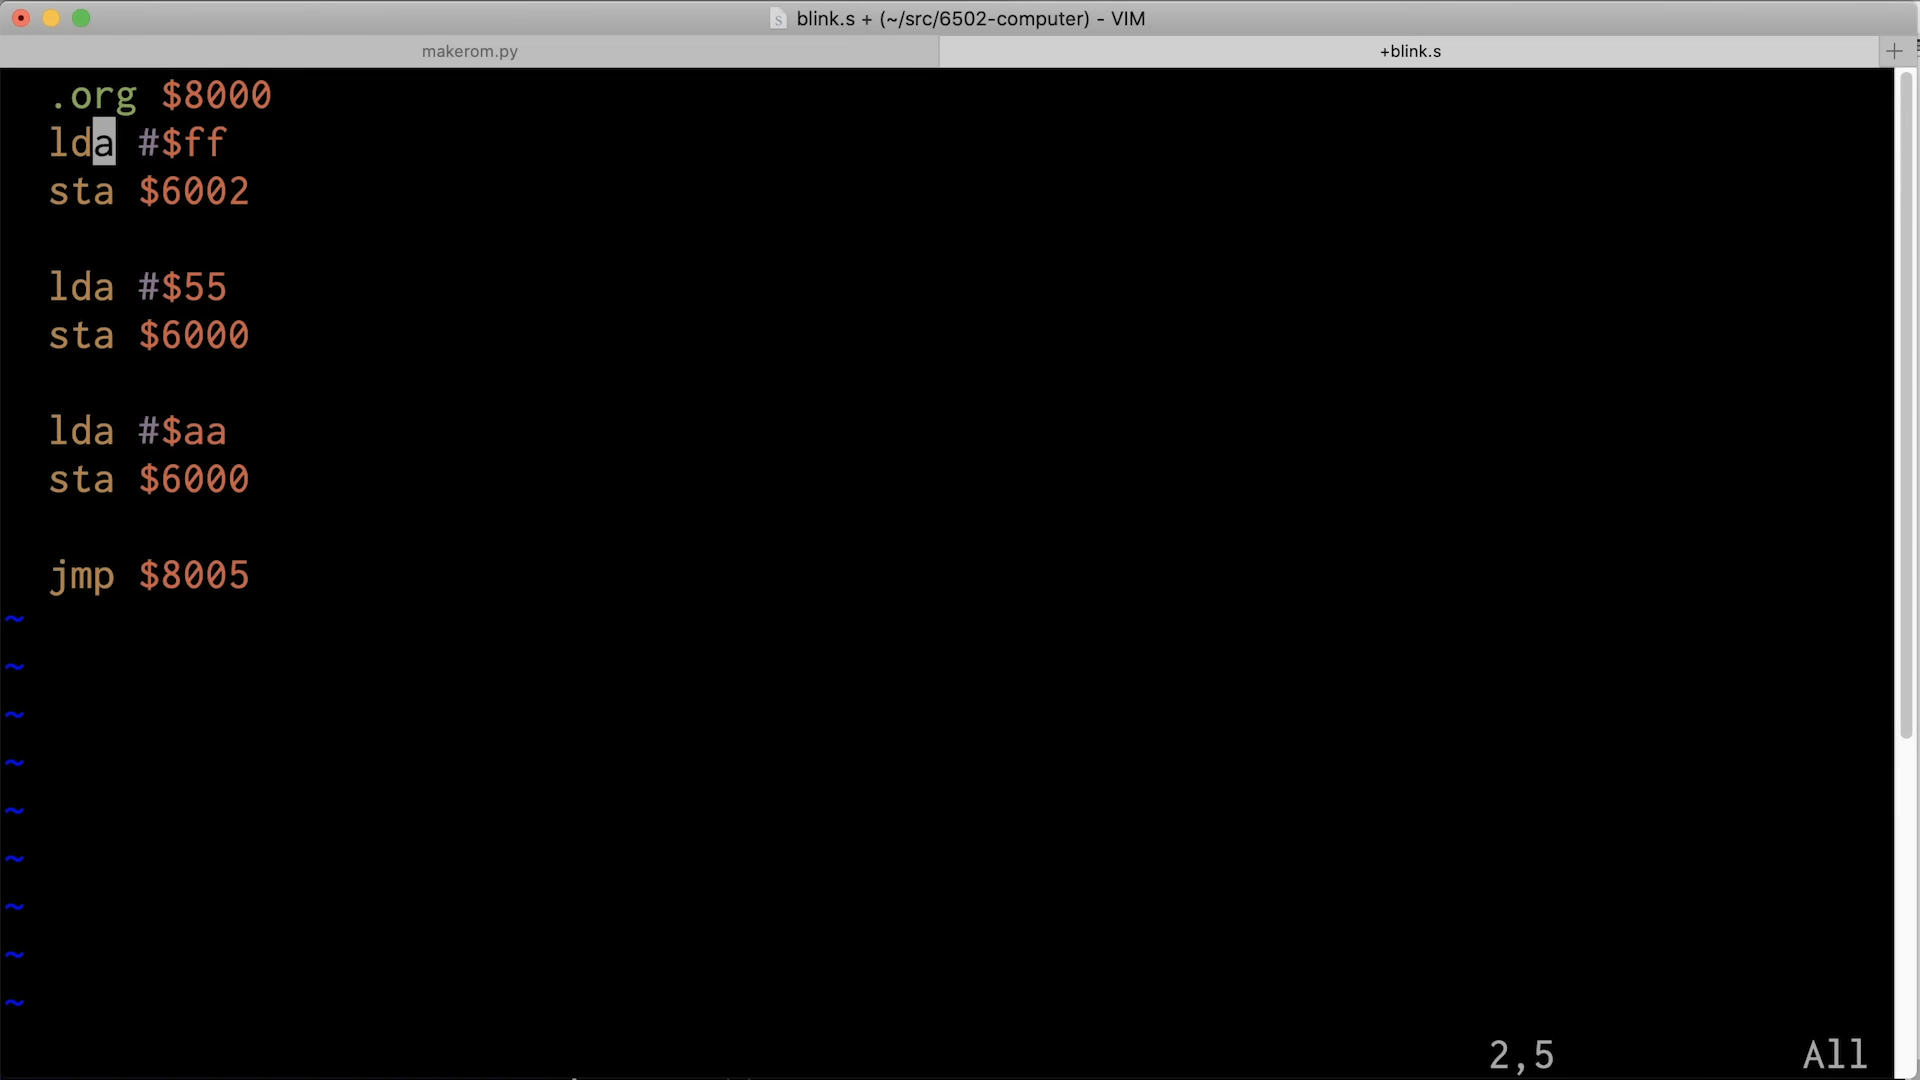 blink.s + (~/src/6502-computer) - VIM
makerom.py
+blink.s
.org $8000
lda #$ff
sta $6002
lda #$55
sta $6000
lda #$aa
sta $6000
jmp $8005
~
~
~
~
~
~
~
~
~
2,5 All